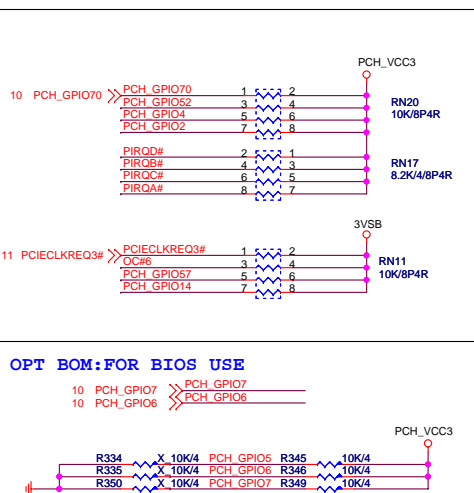 PCH_VCC3
10 PCH_GPIO70 PCH_GPIO70 1 2
PCH_GPIO52 3 4 RN20
PCH_GPIO4 5 6 10K/8P4R
PCH_GPIO2 7 8
PIRQD# 2 1
PIRQB# 4 3 RN17
PIRQC# 6 5 8.2K/4/8P4R
PIRQA# 8 7
3VSB
11 PCIECLKREQ3# PCIECLKREQ3# 1 2
OC#6 3 4 RN11
PCH_GPIO57 5 6 10K/8P4R
PCH_GPIO14 7 8
OPT BOM:FOR BIOS USE
10 PCH_GPIO7 PCH_GPIO7
10 PCH_GPIO6 PCH_GPIO6
PCH_VCC3
R334 X_10K/4 PCH_GPIO5 R345 10K/4
R335 X_10K/4 PCH_GPIO6 R346 10K/4
R350 X_10K/4 PCH_GPIO7 R349 10K/4